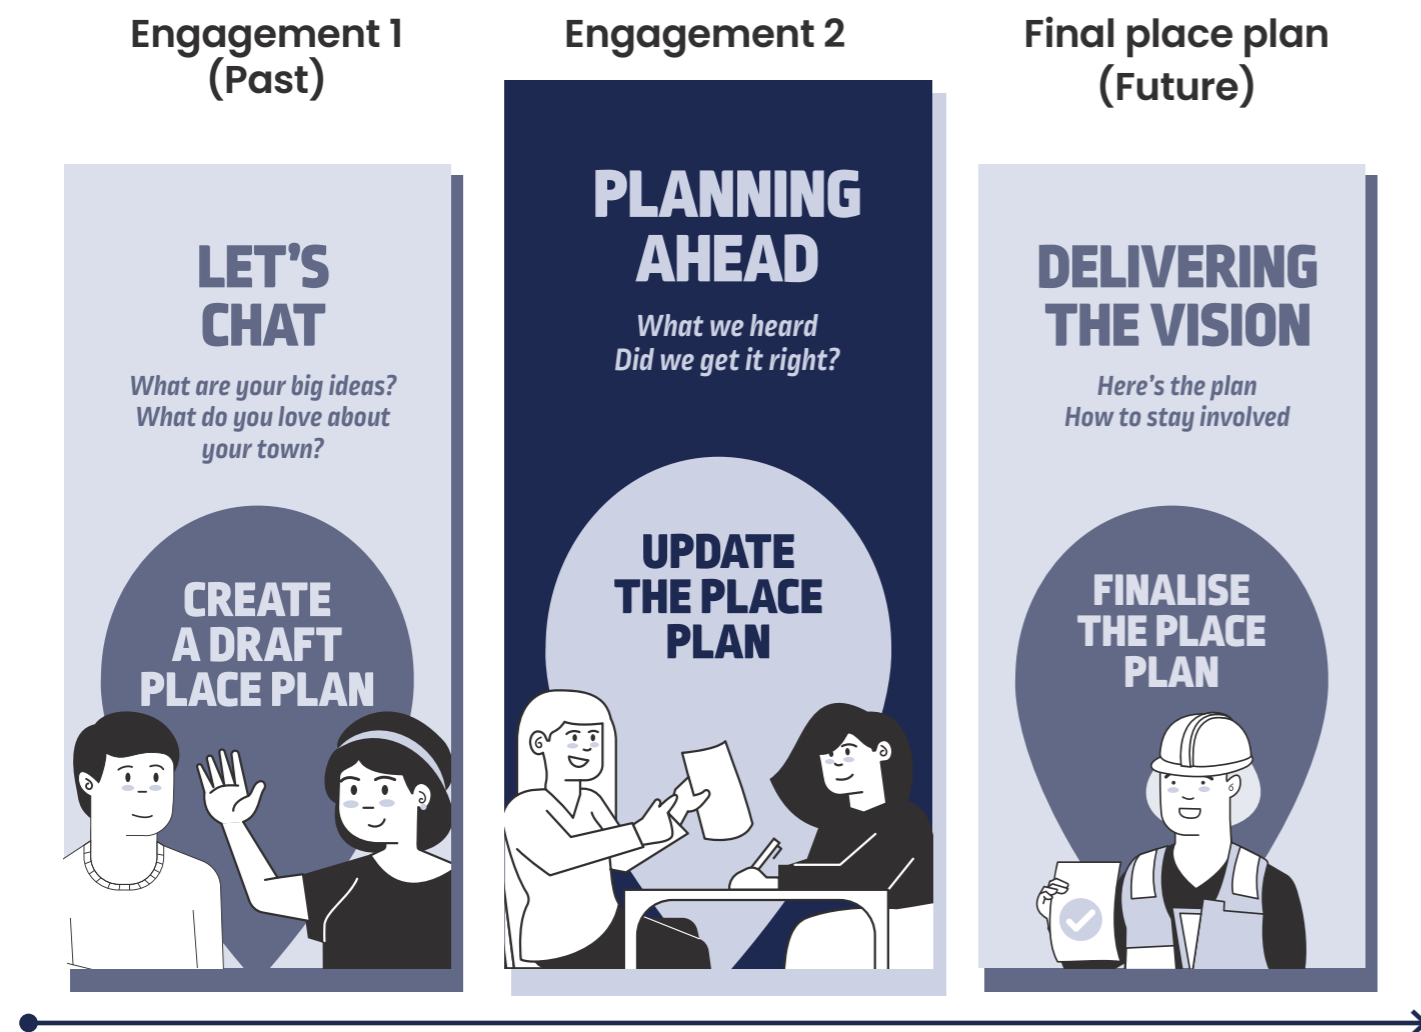 Engagement 1
(Past)
LET'S
CHAT
What are your big ideas?
What do you love about
your town?
CREATE
A DRAFT
PLACE PLAN
Engagement 2
PLANNING
AHEAD
What we heard
Did we get it right?
UPDATE
THE PLACE
PLAN
Final place plan
(Future)
DELIVERING
THE VISION
Here's the plan
How to stay involved
FINALISE
THE PLACE
PLAN